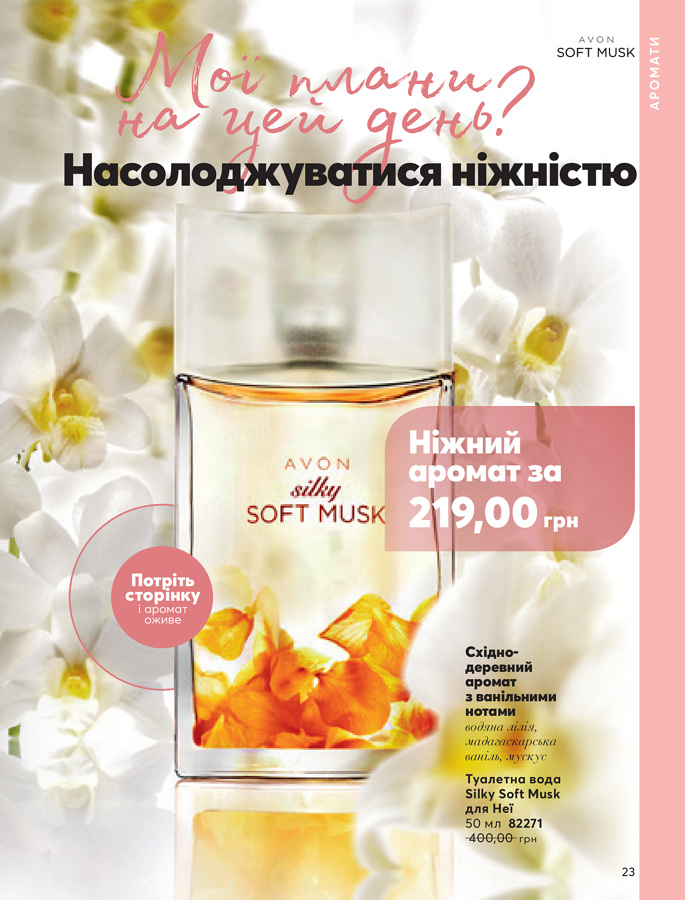 AVON
SOFT MUSK
АРОМАТИ
Мої плани
на цей день?
Насолоджуватися ніжністю
AVON
silky
SOFT MUSK
Ніжний
аромат за
219,00 грн
Потріть
сторінку
і аромат
оживе
Східно-
деревний
аромат
з ванільними
нотами
водяна лілія,
мадагаскарська
ваніль, мускус
Туалетна вода
Silky Soft Musk
для Неї
50 мл 82271
400,00 грн
23